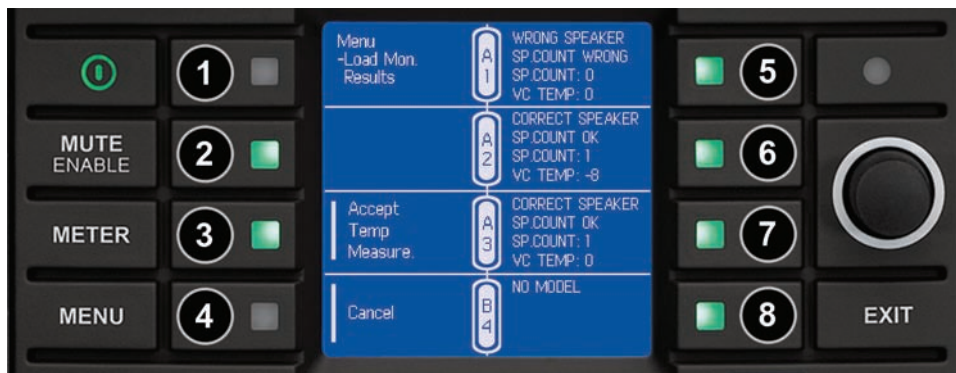 MUTE
ENABLE
METER
MENU
1
2
3
4
Menu
-Load Mon.
Results
Accept
Temp
Measure.
Cancel
A
1
WRONG SPEAKER
SP.COUNT WRONG
SP.COUNT: 0
VC TEMP: 0
A
2
CORRECT SPEAKER
SP.COUNT OK
SP.COUNT: 1
VC TEMP: -8
A
3
CORRECT SPEAKER
SP.COUNT OK
SP.COUNT: 1
VC TEMP: 0
B
4
NO MODEL
5
6
7
8
EXIT